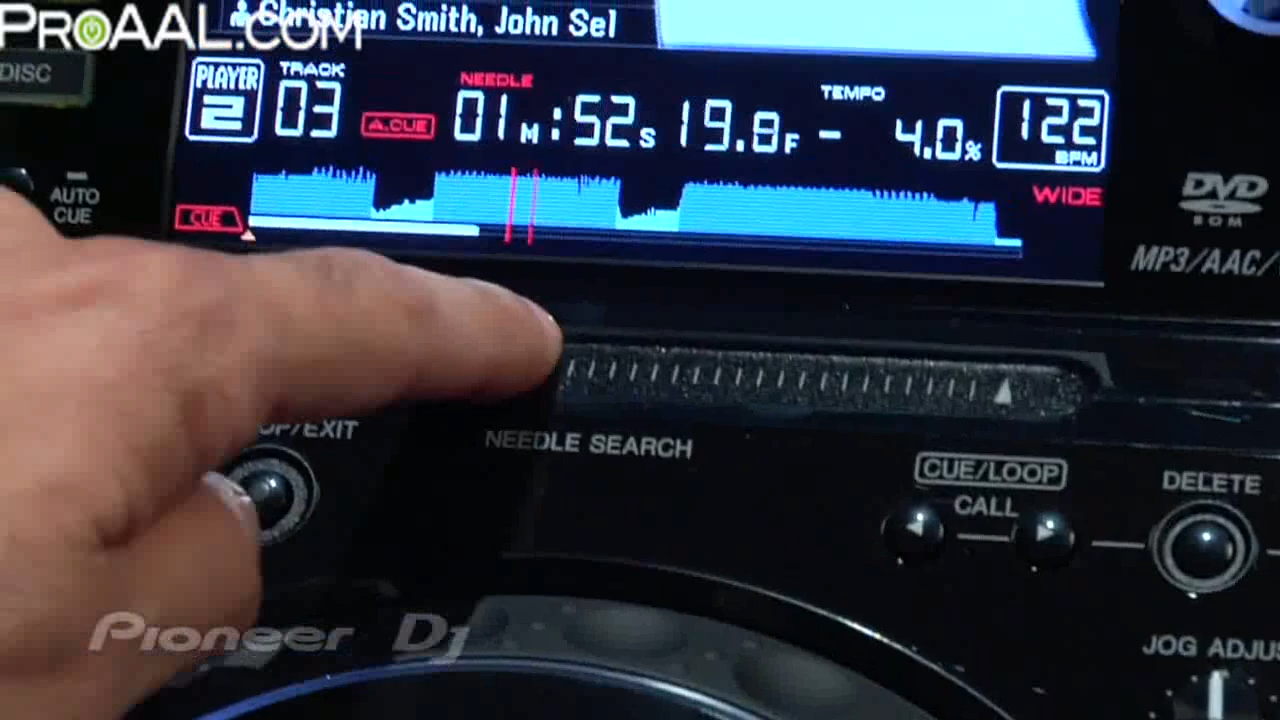 PROAAL.COM
Christian Smith, John Sel
DISC
PLAYER
2
TRACK
03
A.CUE
NEEDLE
01M:52S 19.8F
TEMPO
- 4.0%
122
BPM
WIDE
CUE
AUTO
CUE
DVD
ROM
MP3/AAC/
OP/EXIT
NEEDLE SEARCH
CUE/LOOP
CALL
DELETE
Pioneer DJ
JOG ADJUS